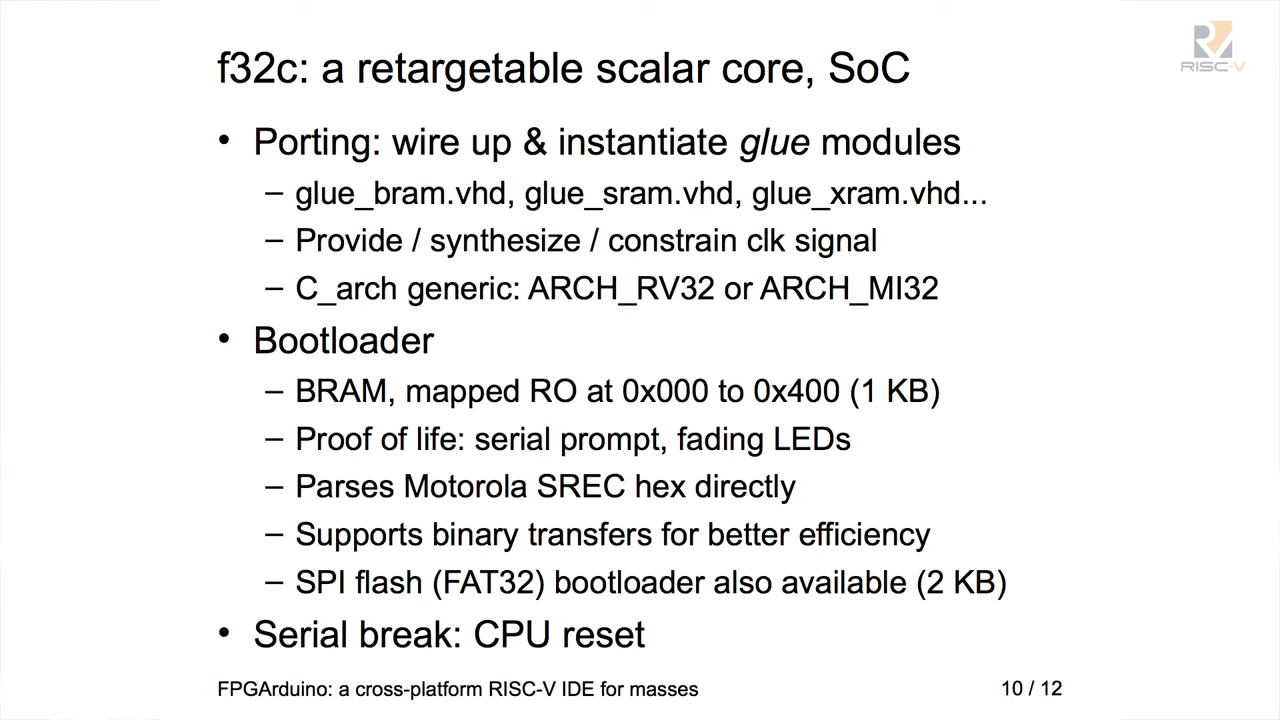 RISC-V
f32c: a retargetable scalar core, SoC
• Porting: wire up & instantiate glue modules
– glue_bram.vhd, glue_sram.vhd, glue_xram.vhd...
– Provide / synthesize / constrain clk signal
– C_arch generic: ARCH_RV32 or ARCH_MI32
• Bootloader
– BRAM, mapped RO at 0x000 to 0x400 (1 KB)
– Proof of life: serial prompt, fading LEDs
– Parses Motorola SREC hex directly
– Supports binary transfers for better efficiency
– SPI flash (FAT32) bootloader also available (2 KB)
• Serial break: CPU reset
FPGArduino: a cross-platform RISC-V IDE for masses
10 / 12